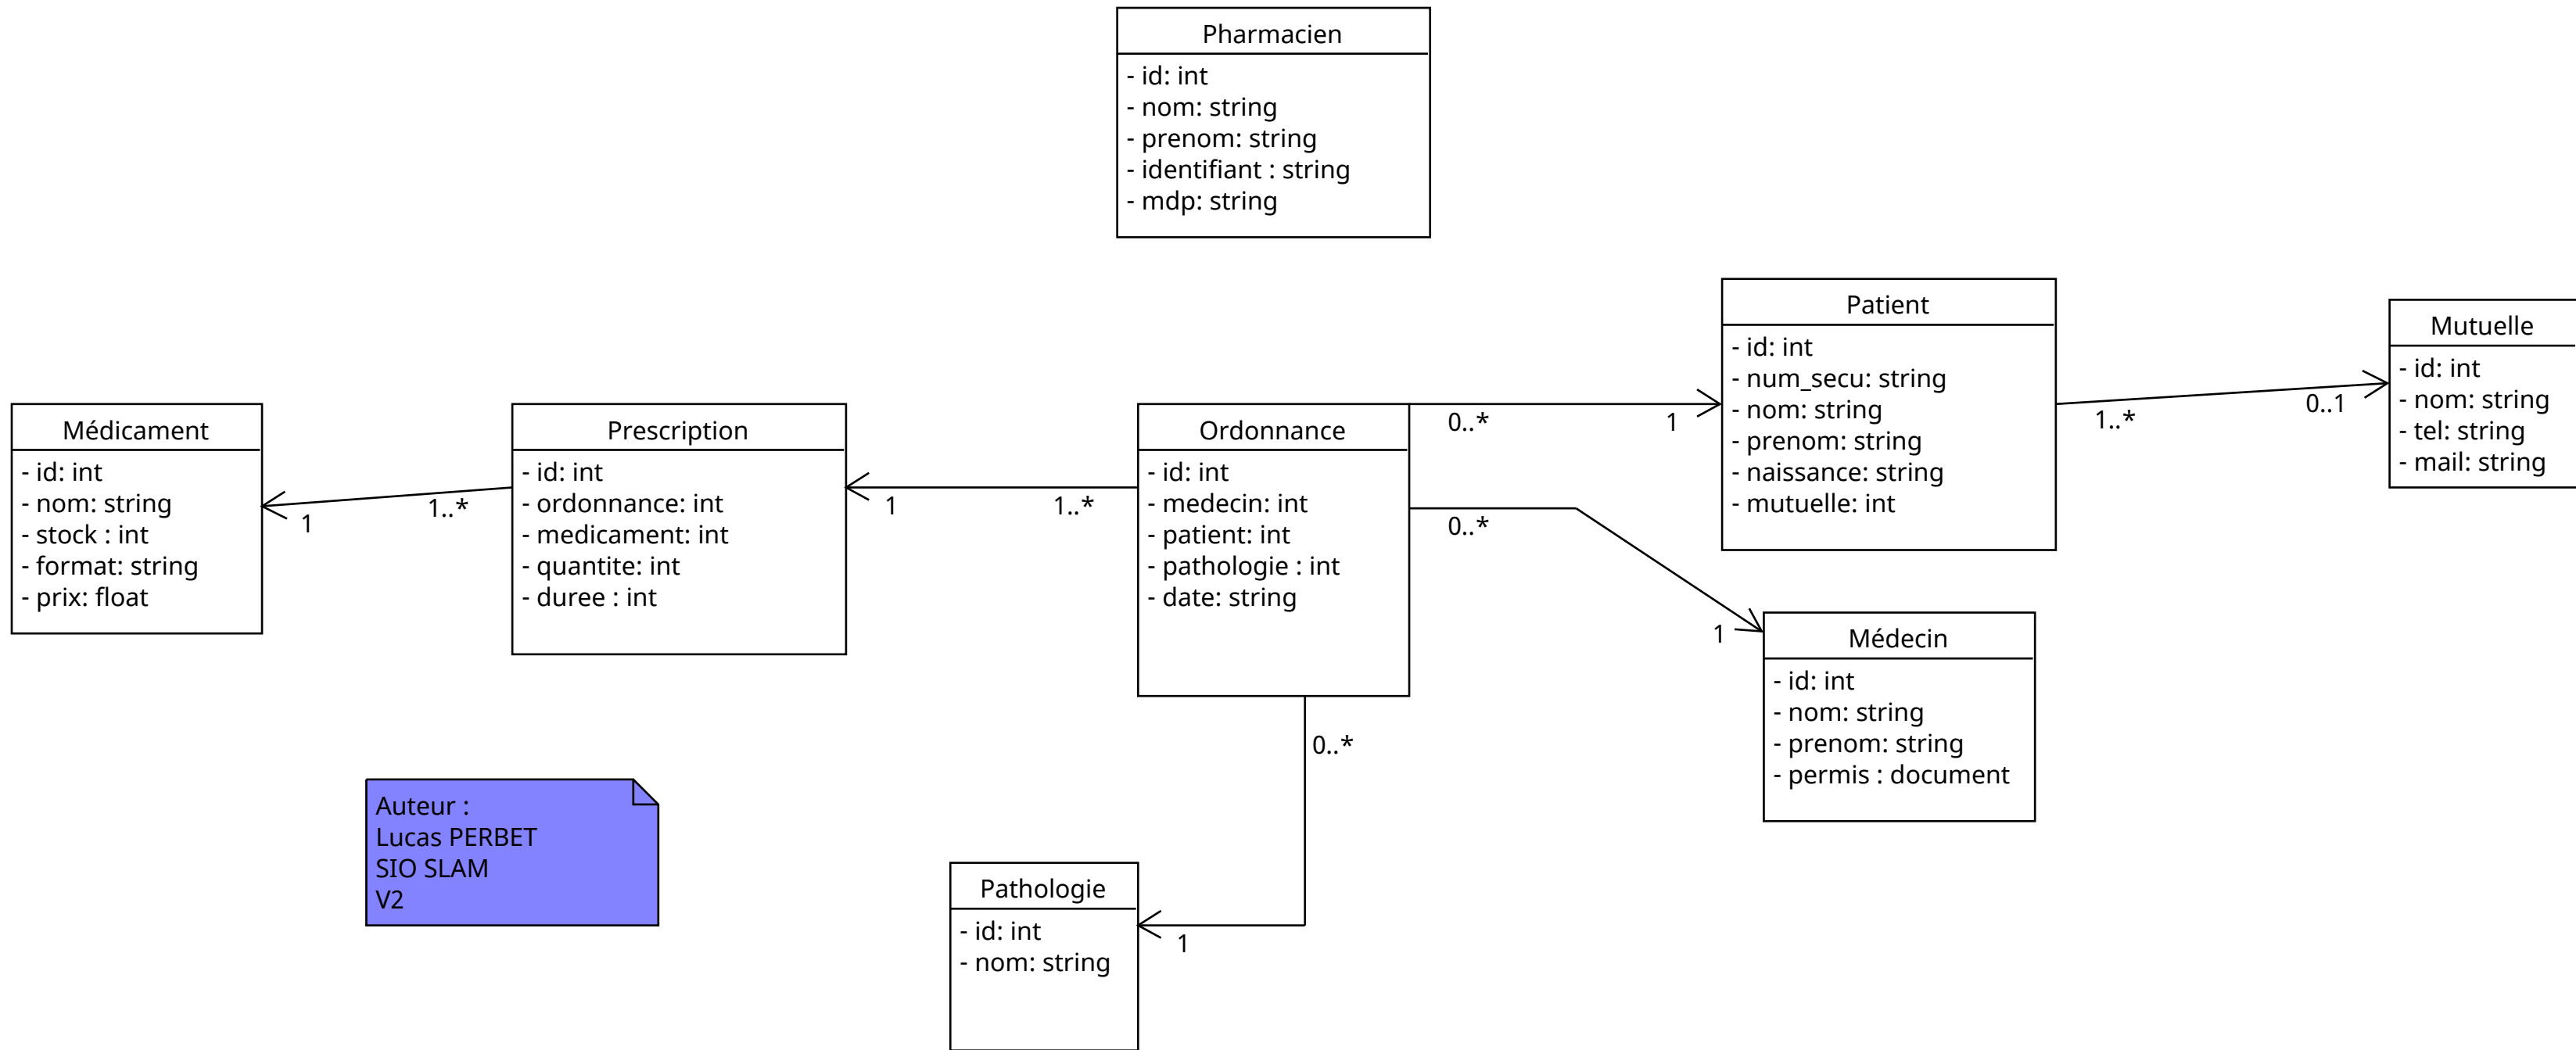 Pharmacien
- id: int
- nom: string
- prenom: string
- identifiant : string
- mdp: string
Patient
- id: int
- num_secu: string
- nom: string
- prenom: string
- naissance: string
- mutuelle: int
1..*
0..1
Mutuelle
- id: int
- nom: string
- tel: string
- mail: string
Médicament
- id: int
- nom: string
- stock : int
- format: string
- prix: float
1
1..*
Prescription
- id: int
- ordonnance: int
- medicament: int
- quantite: int
- duree : int
1
1..*
Ordonnance
- id: int
- medecin: int
- patient: int
- pathologie : int
- date: string
0..*
1
0..*
1
Médecin
- id: int
- nom: string
- prenom: string
- permis : document
0..*
1
Auteur :
Lucas PERBET
SIO SLAM
V2
Pathologie
- id: int
- nom: string